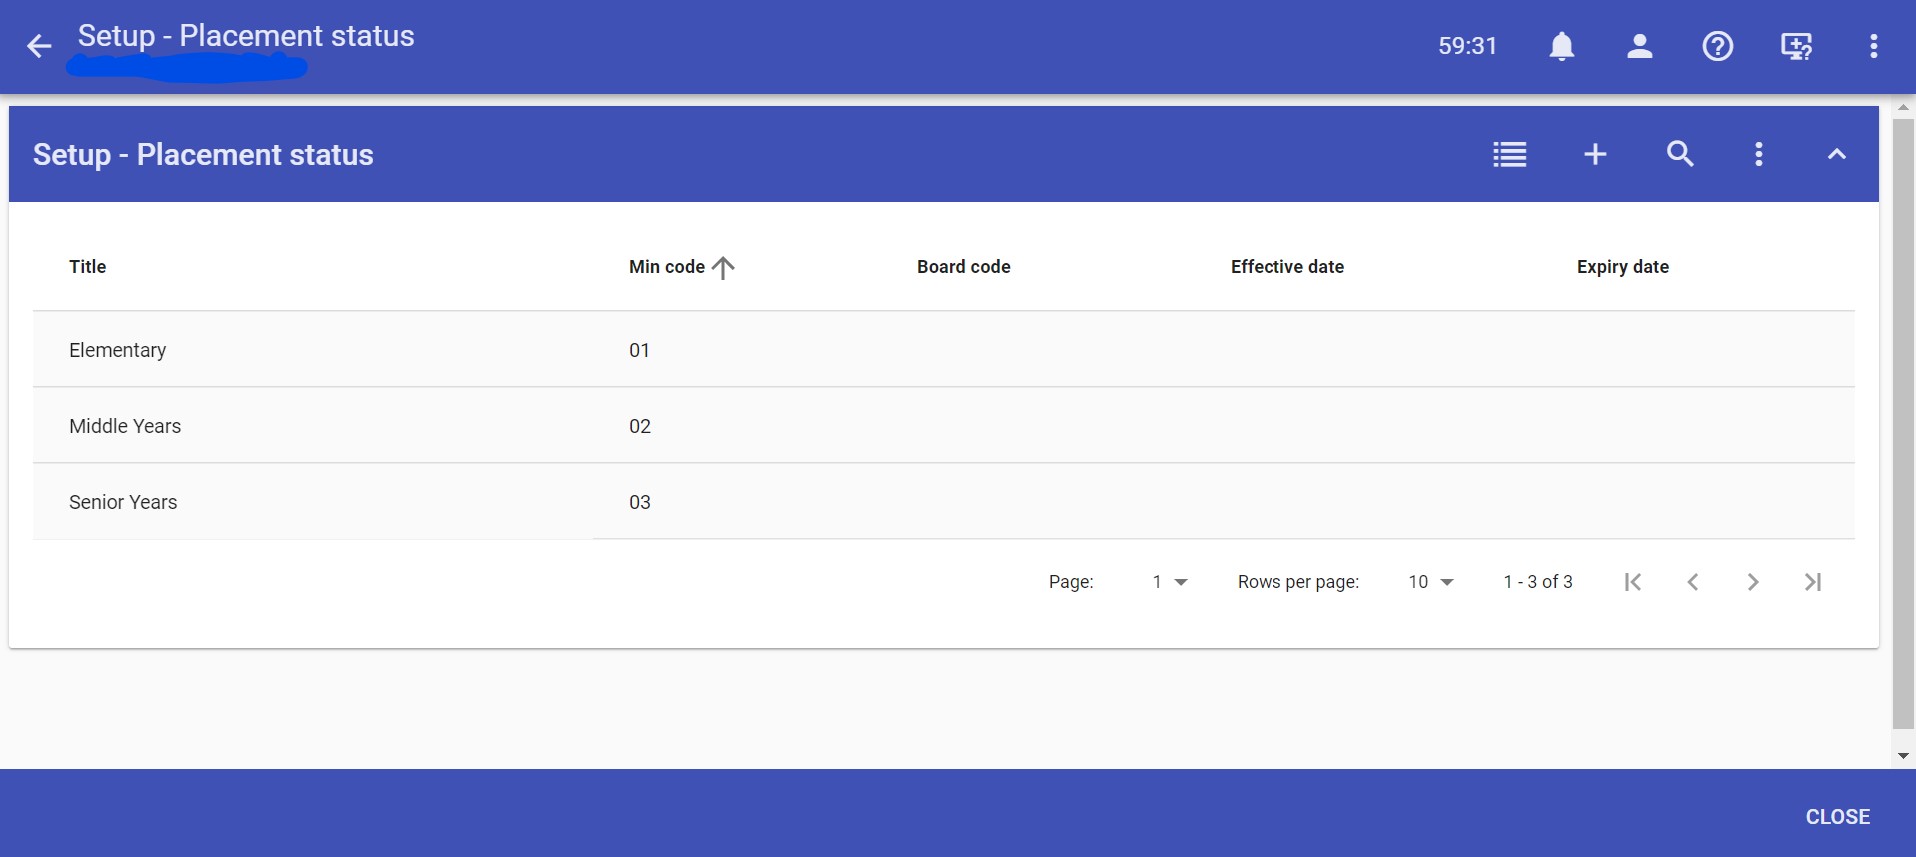 Setup - Placement status
59:31
Setup - Placement status
Title Min code Board code Effective date Expiry date
Elementary 01
Middle Years 02
Senior Years 03
Page: 1 Rows per page: 10 1 - 3 of 3
CLOSE